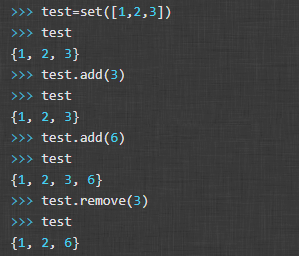 >>> test=set([1,2,3])
>>> test
{1, 2, 3}
>>> test.add(3)
>>> test
{1, 2, 3}
>>> test.add(6)
>>> test
{1, 2, 3, 6}
>>> test.remove(3)
>>> test
{1, 2, 6}